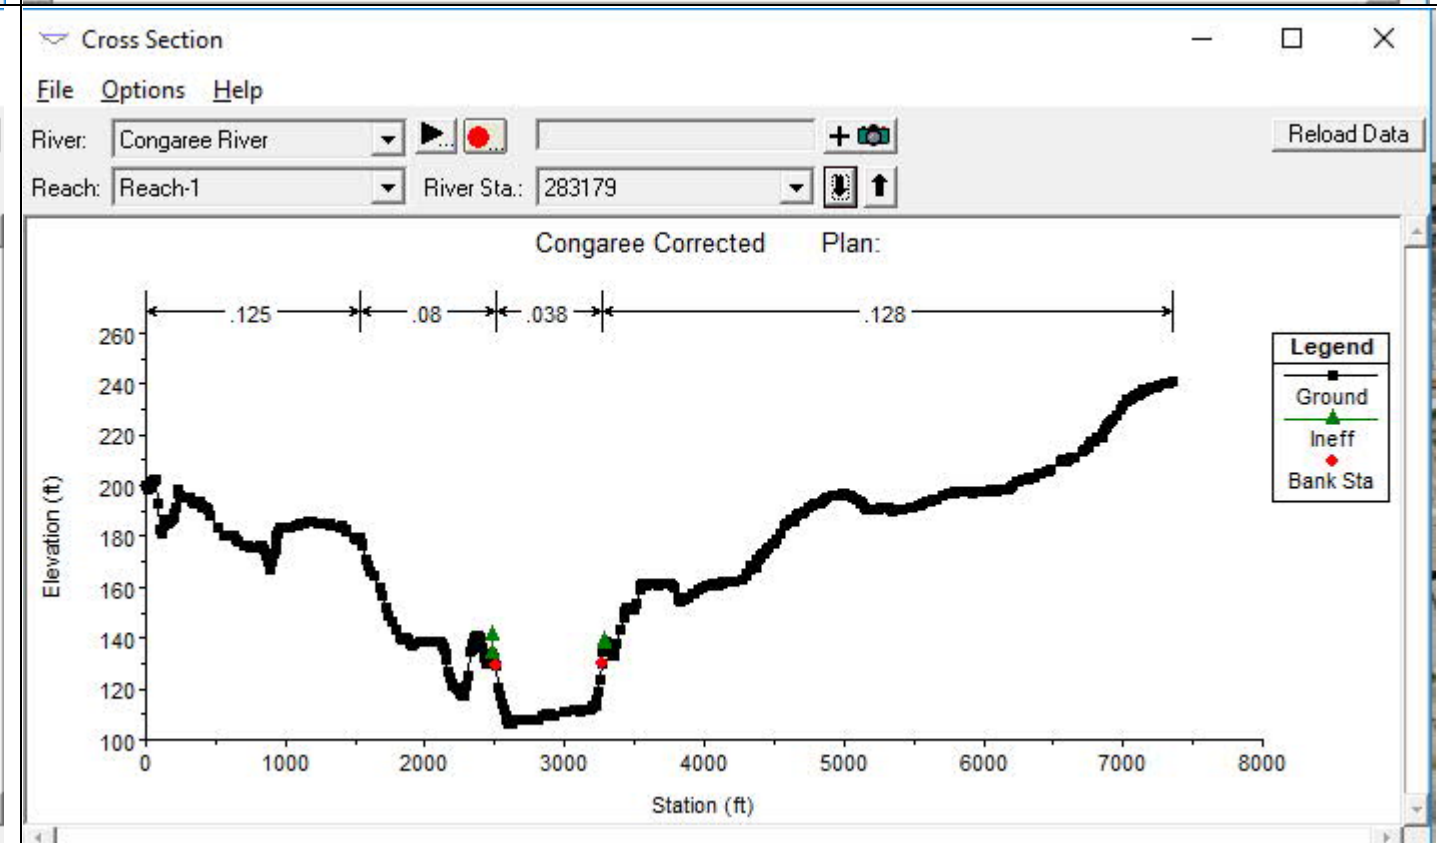 Cross Section
File Options Help
River: Congaree River ... ... + Reload Data
Reach: Reach-1 River Sta.: 283179
Congaree Corrected Plan:
.125 .08 .038 .128
260
240
220
200
180
160
140
120
100
Elevation (ft)
0 1000 2000 3000 4000 5000 6000 7000 8000
Station (ft)
Legend
Ground
Ineff
Bank Sta